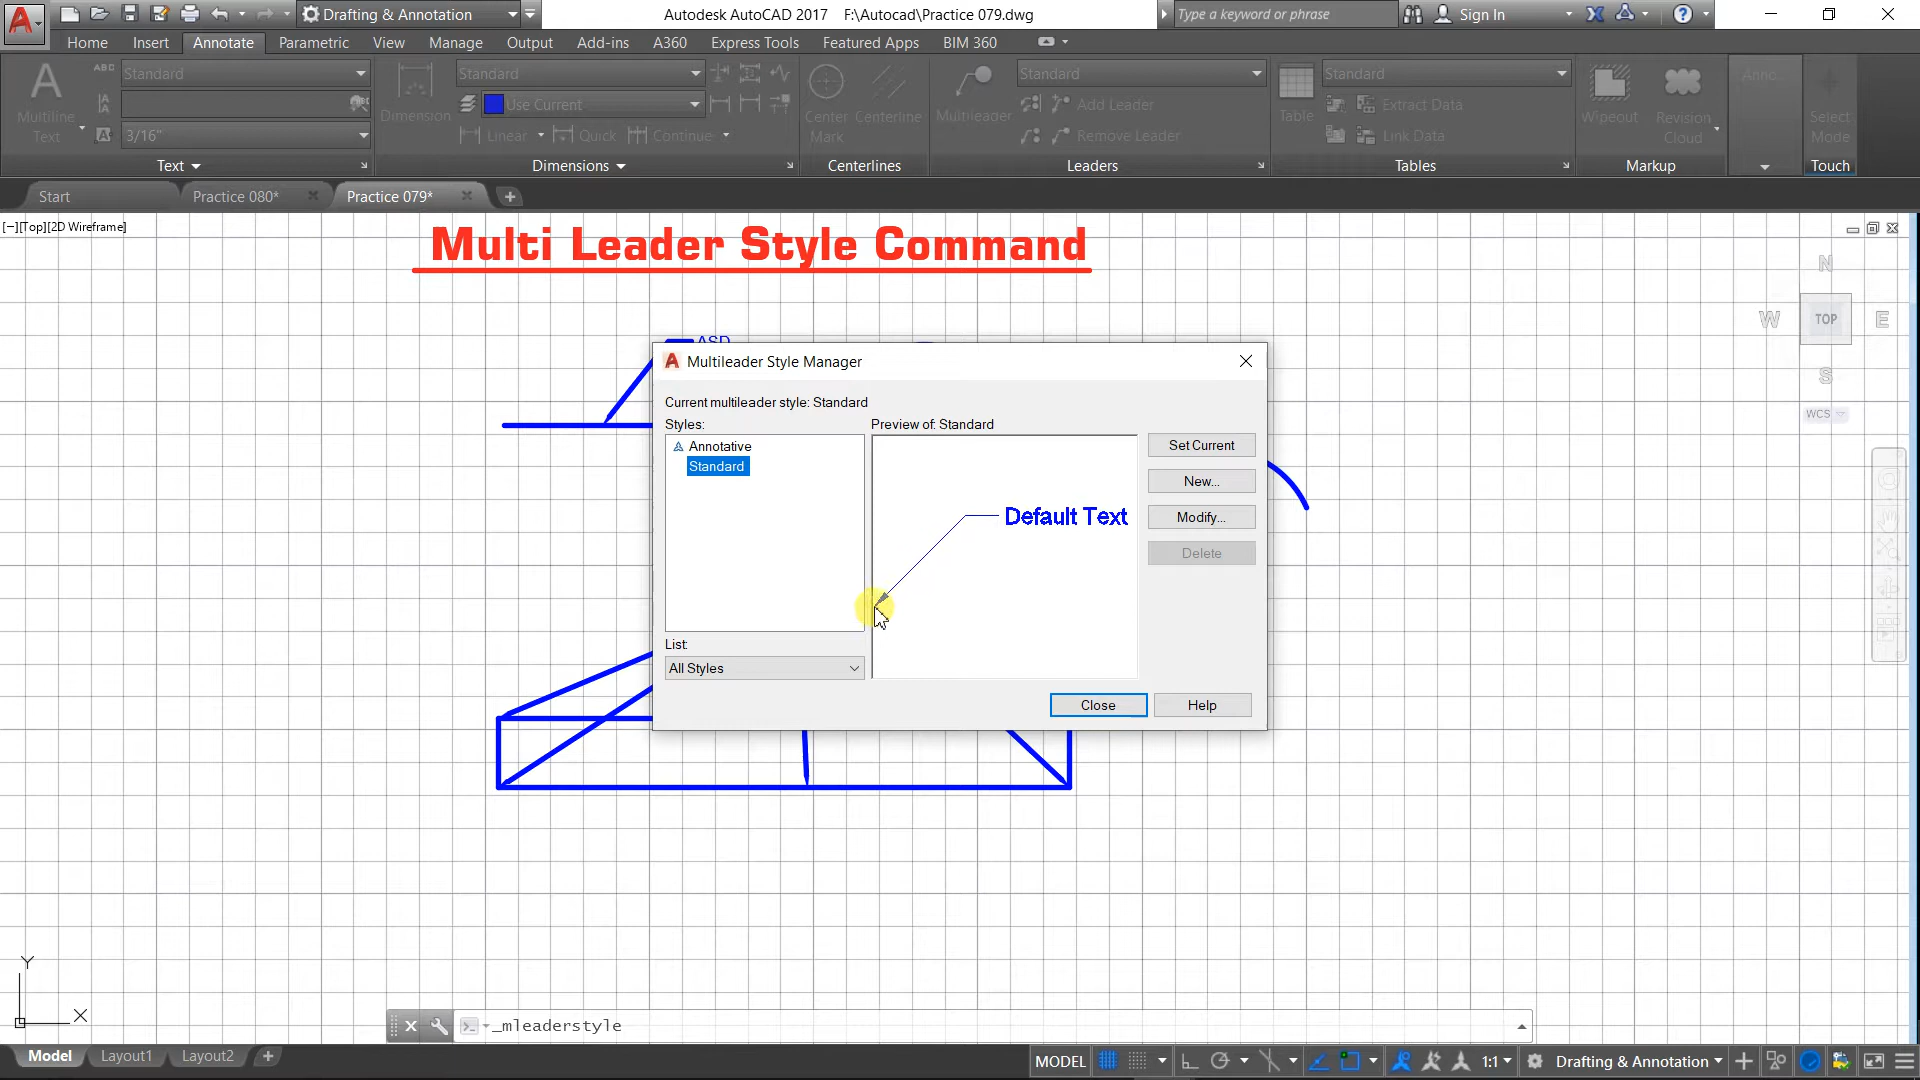 Drafting & Annotation
Autodesk AutoCAD 2017 F:\Autocad\Practice 079.dwg
Type a keyword or phrase
Sign In
Home Insert Annotate Parametric View Manage Output Add-ins A360 Express Tools Featured Apps BIM 360
Multiline Text
Standard
3/16"
Text
Dimension
Standard
Use Current
Linear Quick Continue
Dimensions
Center Mark
Centerline
Centerlines
Multileader
Standard
Add Leader
Remove Leader
Leaders
Table
Standard
Extract Data
Link Data
Tables
Wipeout
Revision Cloud
Markup
Anno...
Select Mode
Touch
Start Practice 080* Practice 079*
[−][Top][2D Wireframe]
Multi Leader Style Command
N
W TOP E
S
WCS
ASD
Multileader Style Manager
Current multileader style: Standard
Styles:
Annotative
Standard
Preview of: Standard
Default Text
Set Current
New...
Modify...
Delete
List:
All Styles
Close
Help
Y
X
_mleaderstyle
Model Layout1 Layout2
MODEL 1:1 Drafting & Annotation